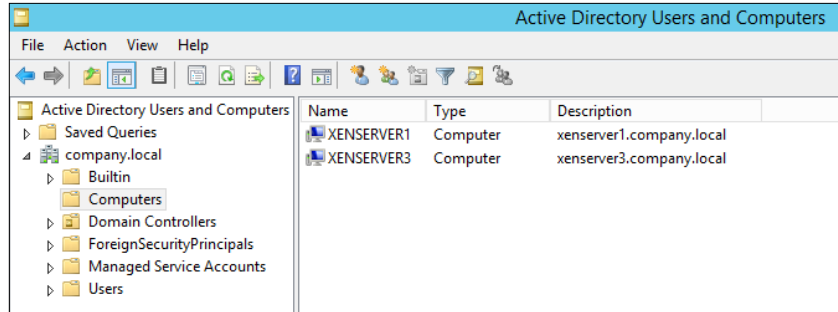 Active Directory Users and Computers
File Action View Help
Active Directory Users and Computers
Saved Queries
company.local
Builtin
Computers
Domain Controllers
ForeignSecurityPrincipals
Managed Service Accounts
Users
Name Type Description
XENSERVER1 Computer xenserver1.company.local
XENSERVER3 Computer xenserver3.company.local